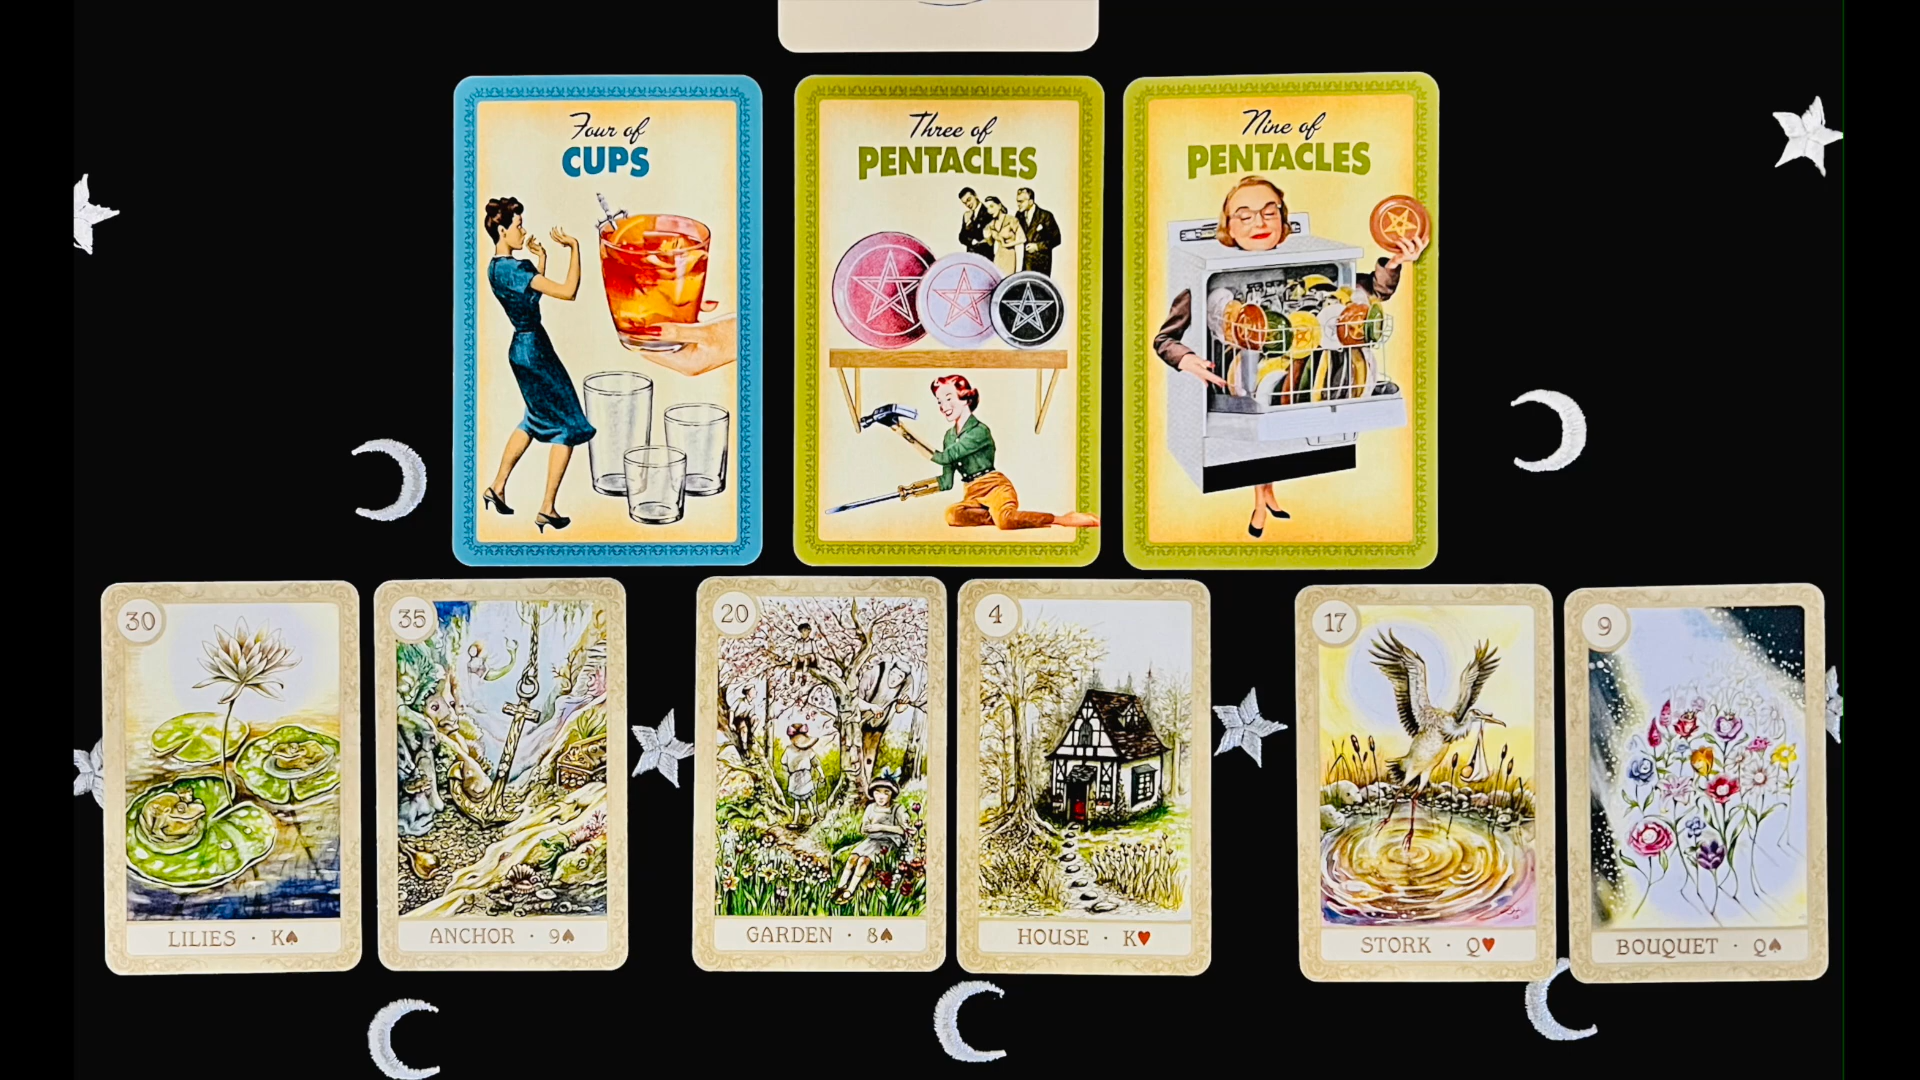 Four of
CUPS
Three of
PENTACLES
Nine of
PENTACLES
30
LILIES · K♠
35
ANCHOR · 9♠
20
GARDEN · 8♠
4
HOUSE · K♥
17
STORK · Q♥
9
BOUQUET · Q♠